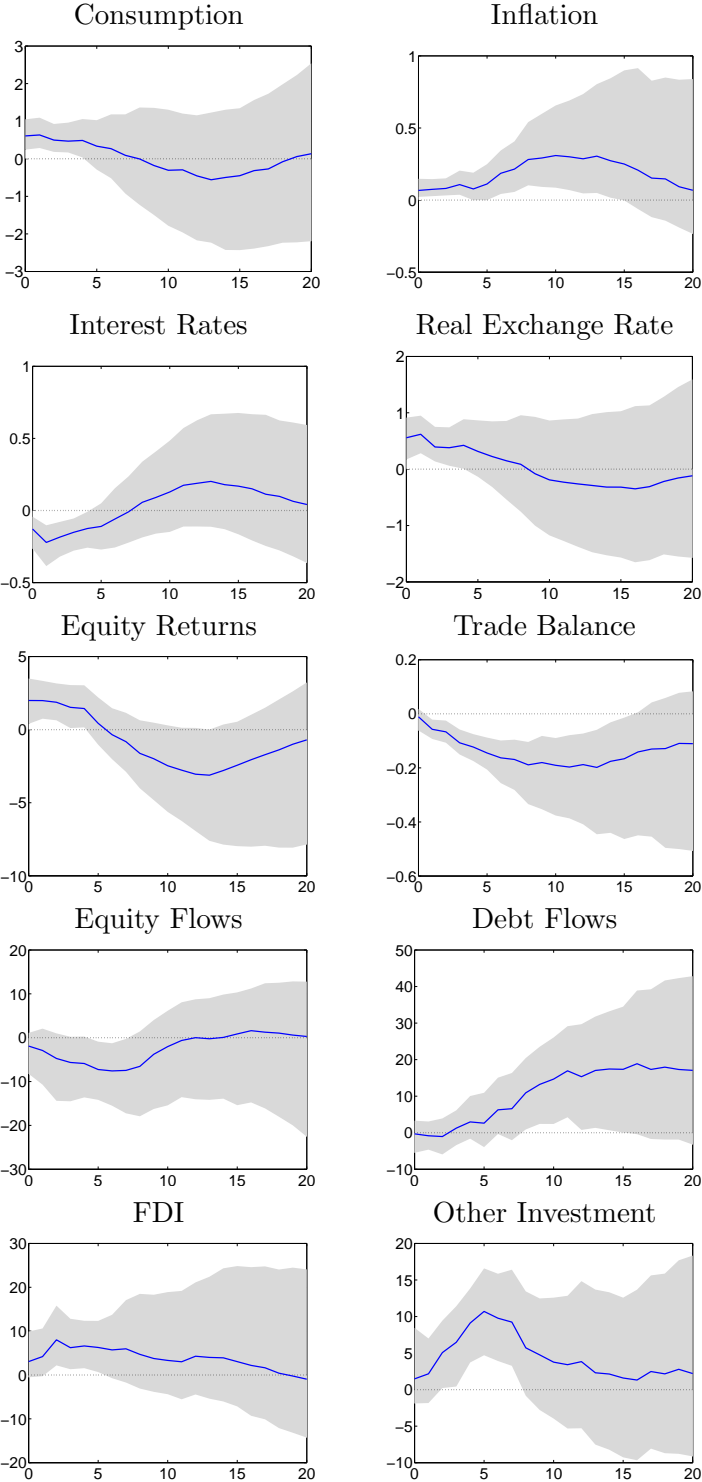 Consumption
Inflation
3
2
1
0
−1
−2
−3
0 5 10 15 20
1
0.5
0
−0.5
0 5 10 15 20
Interest Rates
Real Exchange Rate
1
0.5
0
−0.5
0 5 10 15 20
2
1
0
−1
−2
0 5 10 15 20
Equity Returns
Trade Balance
5
0
−5
−10
0 5 10 15 20
0.2
0
−0.2
−0.4
−0.6
0 5 10 15 20
Equity Flows
Debt Flows
20
10
0
−10
−20
−30
0 5 10 15 20
50
40
30
20
10
0
−10
0 5 10 15 20
FDI
Other Investment
30
20
10
0
−10
−20
0 5 10 15 20
20
15
10
5
0
−5
−10
0 5 10 15 20